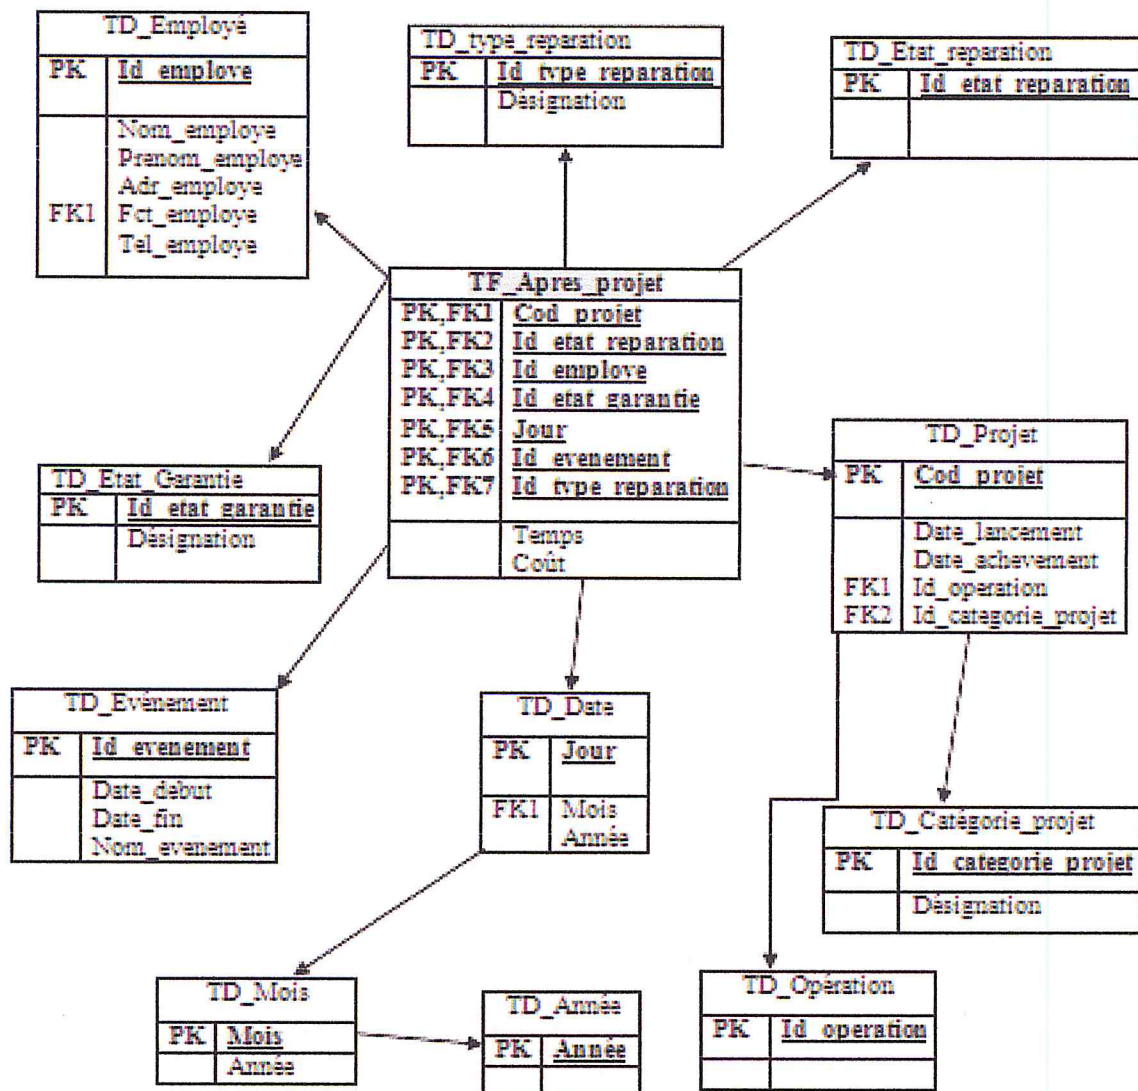 TD_Employé
PK Id_employe
Nom_employe
Prenom_employe
Adr_employe
FK1 Fct_employe
Tel_employe
TD_type_reparation
PK Id_type_reparation
Désignation
TD_Etat_reparation
PK Id_etat_reparation
TF_Apres_projet
PK,FK1 Cod_projet
PK,FK2 Id_etat_reparation
PK,FK3 Id_employe
PK,FK4 Id_etat_garantie
PK,FK5 Jour
PK,FK6 Id_evenement
PK,FK7 Id_type_reparation
Temps
Coût
TD_Etat_Garantie
PK Id_etat_garantie
Désignation
TD_Projet
PK Cod_projet
Date_lancement
Date_achevement
FK1 Id_operation
FK2 Id_categorie_projet
TD_Evénement
PK Id_evenement
Date_debut
Date_fin
Nom_evenement
TD_Date
PK Jour
FK1 Mois
Année
TD_Catégorie_projet
PK Id_categorie_projet
Désignation
TD_Mois
PK Mois
Année
TD_Année
PK Année
TD_Opération
PK Id_operation